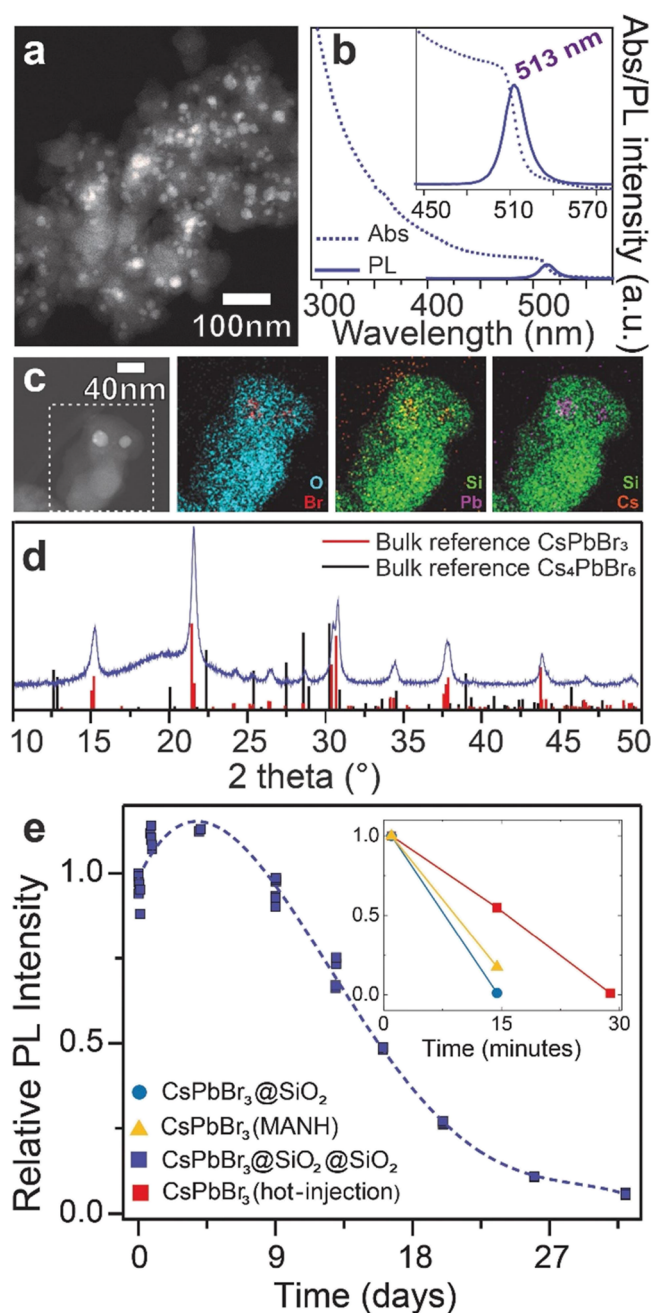 a
100nm
b
513 nm
450 510 570
Abs
PL
300 400 500
Wavelength (nm)
Abs/PL intensity (a.u.)
c
40nm
O
Br
Si
Pb
Si
Cs
d
Bulk reference CsPbBr₃
Bulk reference Cs₄PbBr₆
10 15 20 25 30 35 40 45 50
2 theta (°)
e
1.0
0.5
0.0
Relative PL Intensity
1.0
0.5
0.0
0 15 30
Time (minutes)
CsPbBr₃@SiO₂
CsPbBr₃(MANH)
CsPbBr₃@SiO₂@SiO₂
CsPbBr₃(hot-injection)
0 9 18 27
Time (days)